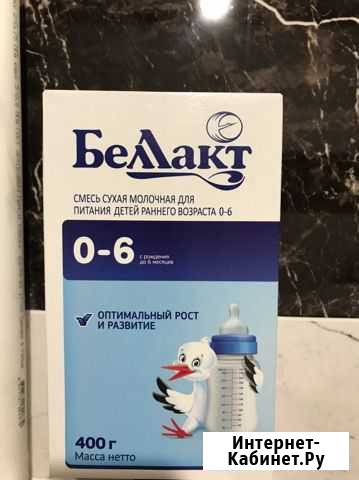 Беллакт
СМЕСЬ СУХАЯ МОЛОЧНАЯ ДЛЯ
ПИТАНИЯ ДЕТЕЙ РАННЕГО ВОЗРАСТА 0-6
0-6
с рождения
до 6 месяцев
ОПТИМАЛЬНЫЙ РОСТ
И РАЗВИТИЕ
400 г
Масса нетто
Интернет-
Кабинет.Ру